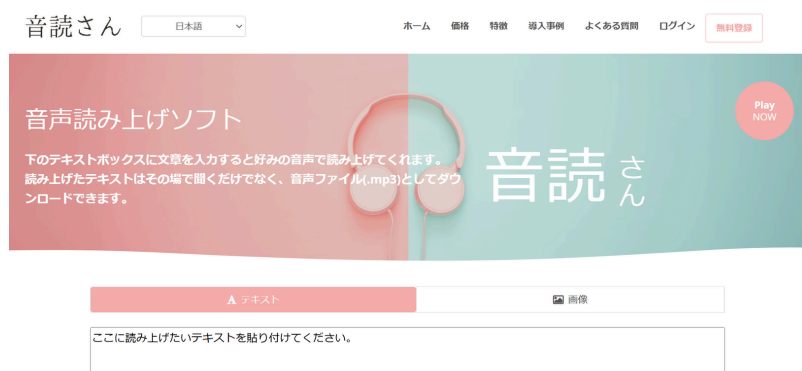 音読さん
日本語
ホーム 価格 特徴 導入事例 よくある質問 ログイン 無料登録
音声読み上げソフト
下のテキストボックスに文章を入力すると好みの音声で読み上げてくれます。
読み上げたテキストはその場で聞くだけでなく、音声ファイル(.mp3)としてダウ
ンロードできます。
音読さん
Play
NOW
テキスト
画像
ここに読み上げたいテキストを貼り付けてください。